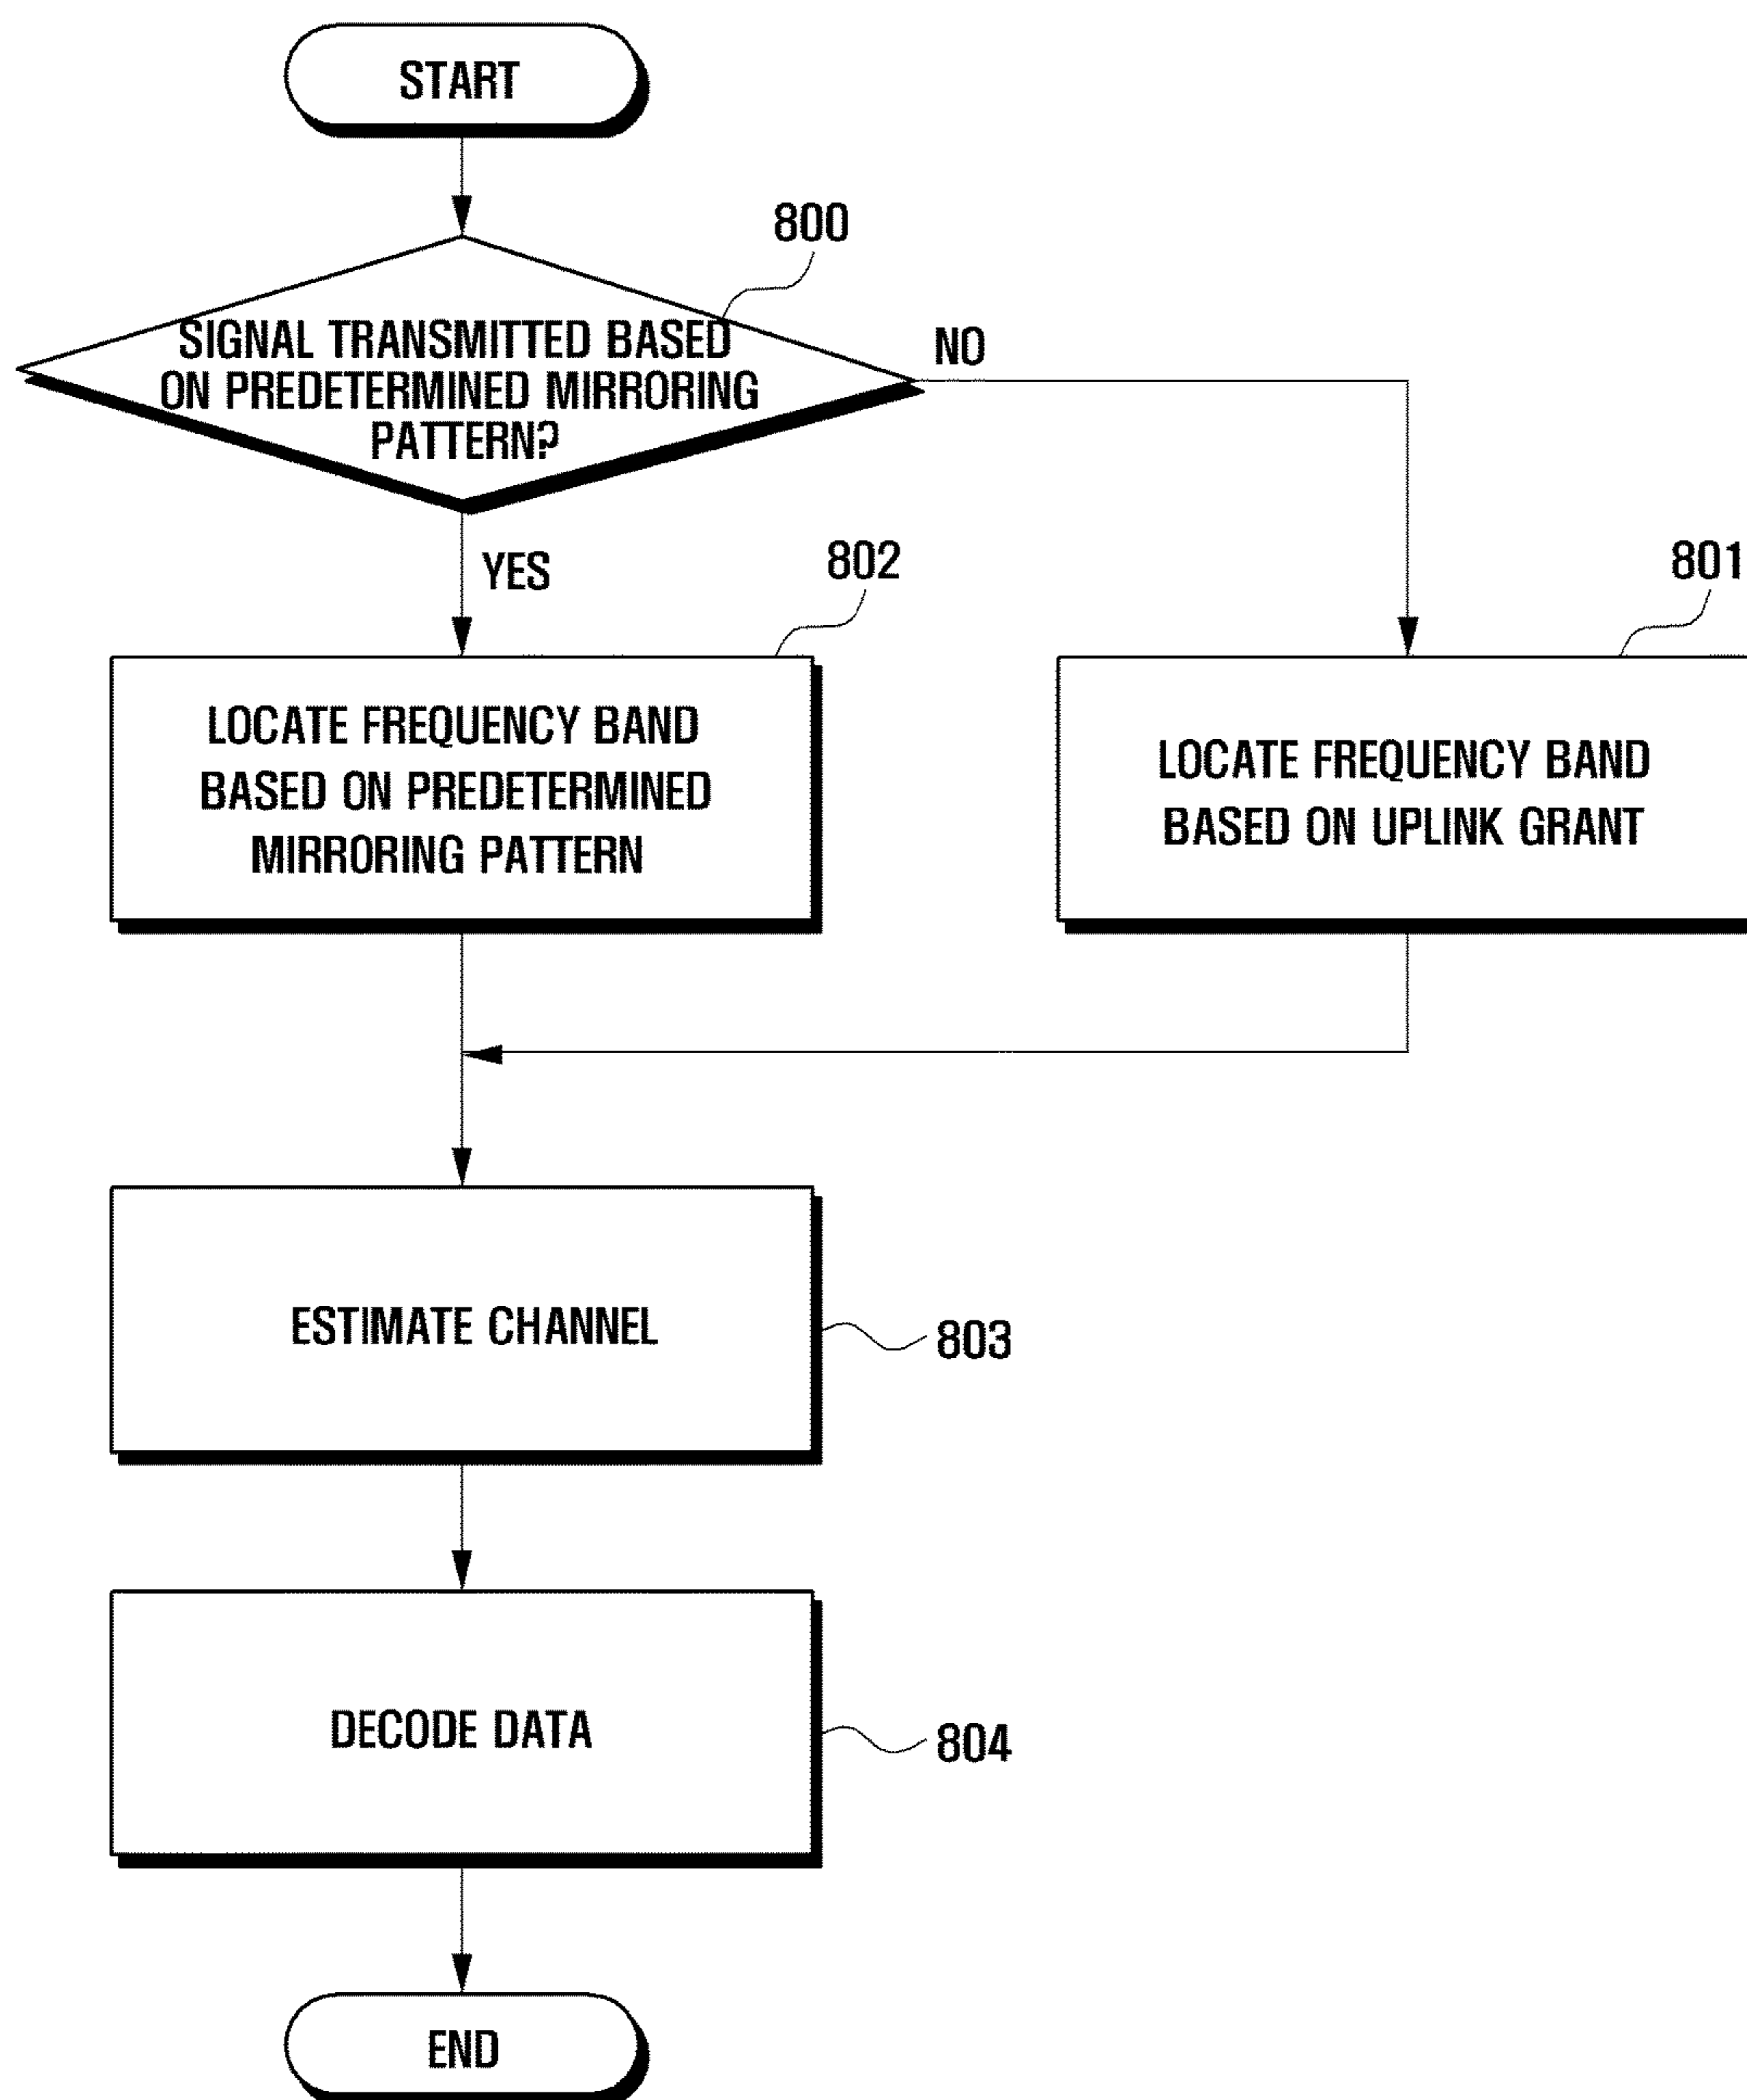 START
800
SIGNAL TRANSMITTED BASED
ON PREDETERMINED MIRRORING
PATTERN?
NO
YES
802
801
LOCATE FREQUENCY BAND
BASED ON PREDETERMINED
MIRRORING PATTERN
LOCATE FREQUENCY BAND
BASED ON UPLINK GRANT
ESTIMATE CHANNEL
803
DECODE DATA
804
END